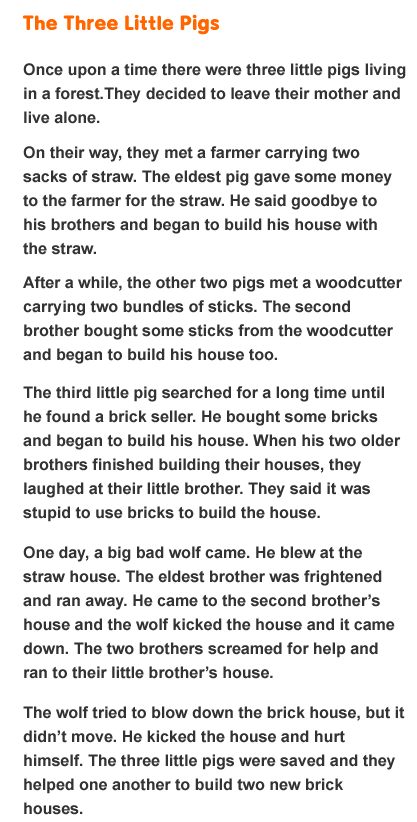 The Three Little Pigs
Once upon a time there were three little pigs living
in a forest.They decided to leave their mother and
live alone.
On their way, they met a farmer carrying two
sacks of straw. The eldest pig gave some money
to the farmer for the straw. He said goodbye to
his brothers and began to build his house with
the straw.
After a while, the other two pigs met a woodcutter
carrying two bundles of sticks. The second
brother bought some sticks from the woodcutter
and began to build his house too.
The third little pig searched for a long time until
he found a brick seller. He bought some bricks
and began to build his house. When his two older
brothers finished building their houses, they
laughed at their little brother. They said it was
stupid to use bricks to build the house.
One day, a big bad wolf came. He blew at the
straw house. The eldest brother was frightened
and ran away. He came to the second brother’s
house and the wolf kicked the house and it came
down. The two brothers screamed for help and
ran to their little brother’s house.
The wolf tried to blow down the brick house, but it
didn’t move. He kicked the house and hurt
himself. The three little pigs were saved and they
helped one another to build two new brick
houses.